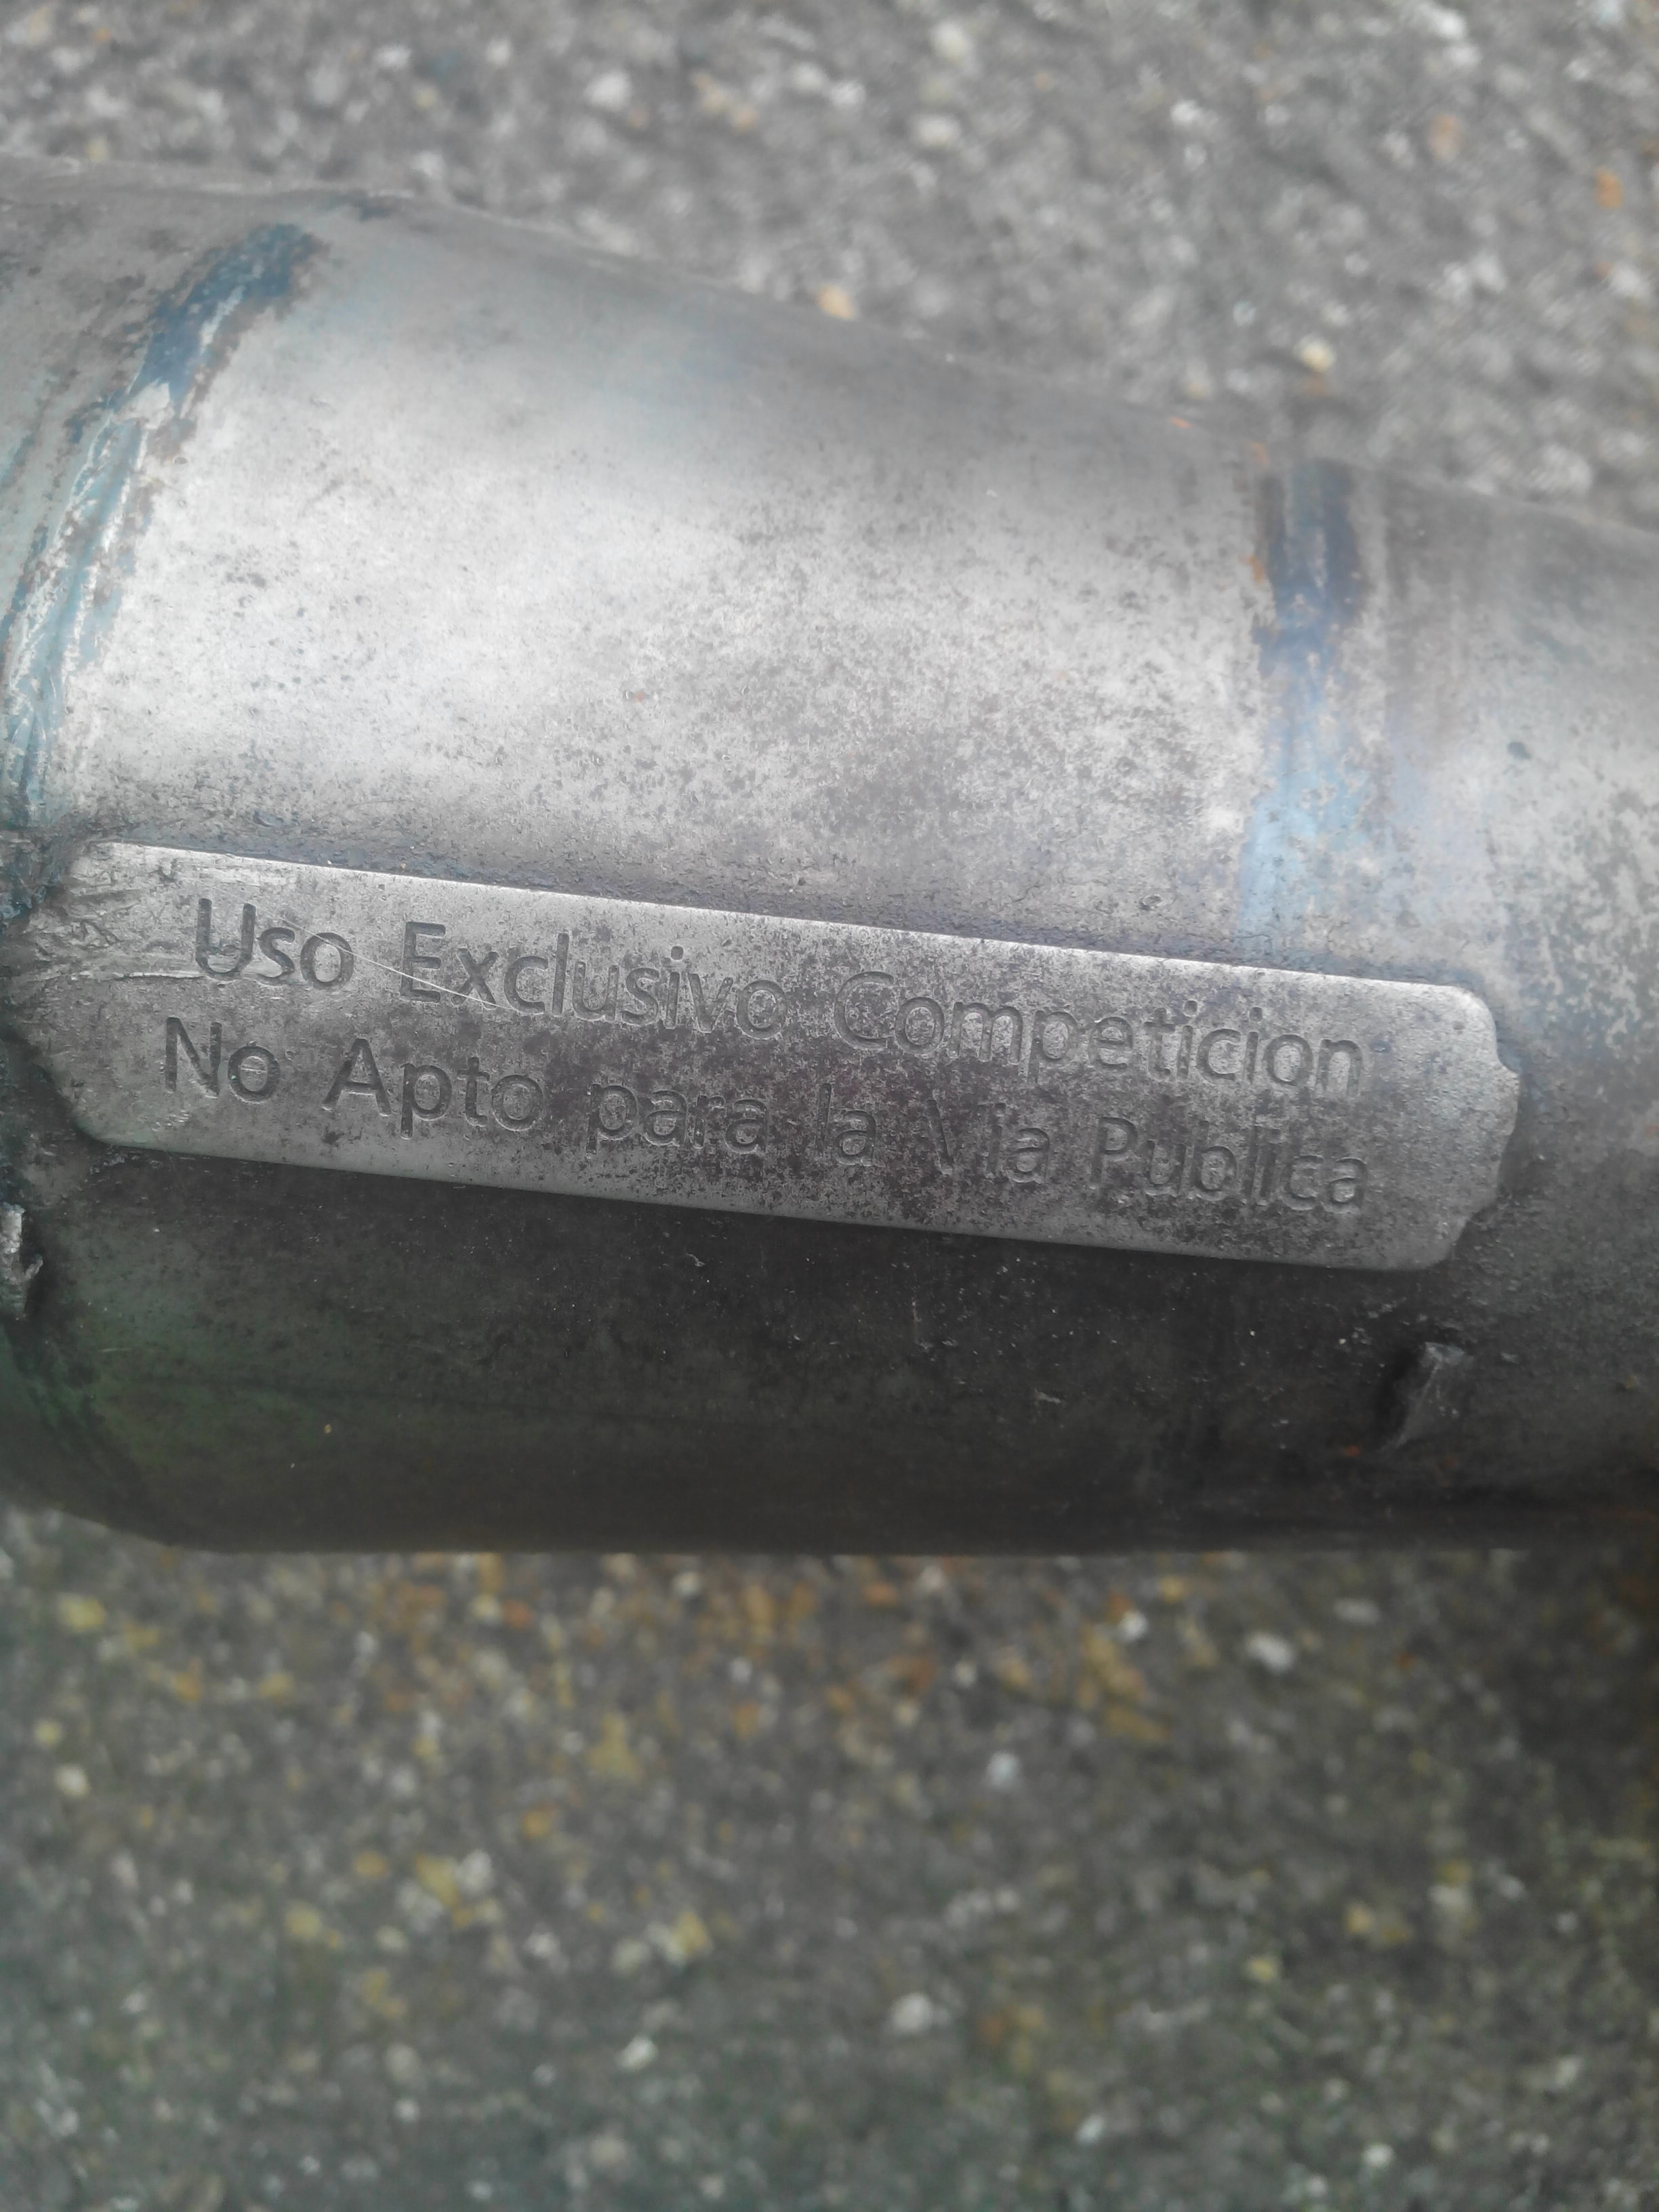 Uso Exclusivo Competicion
No Apto para la Via Publica